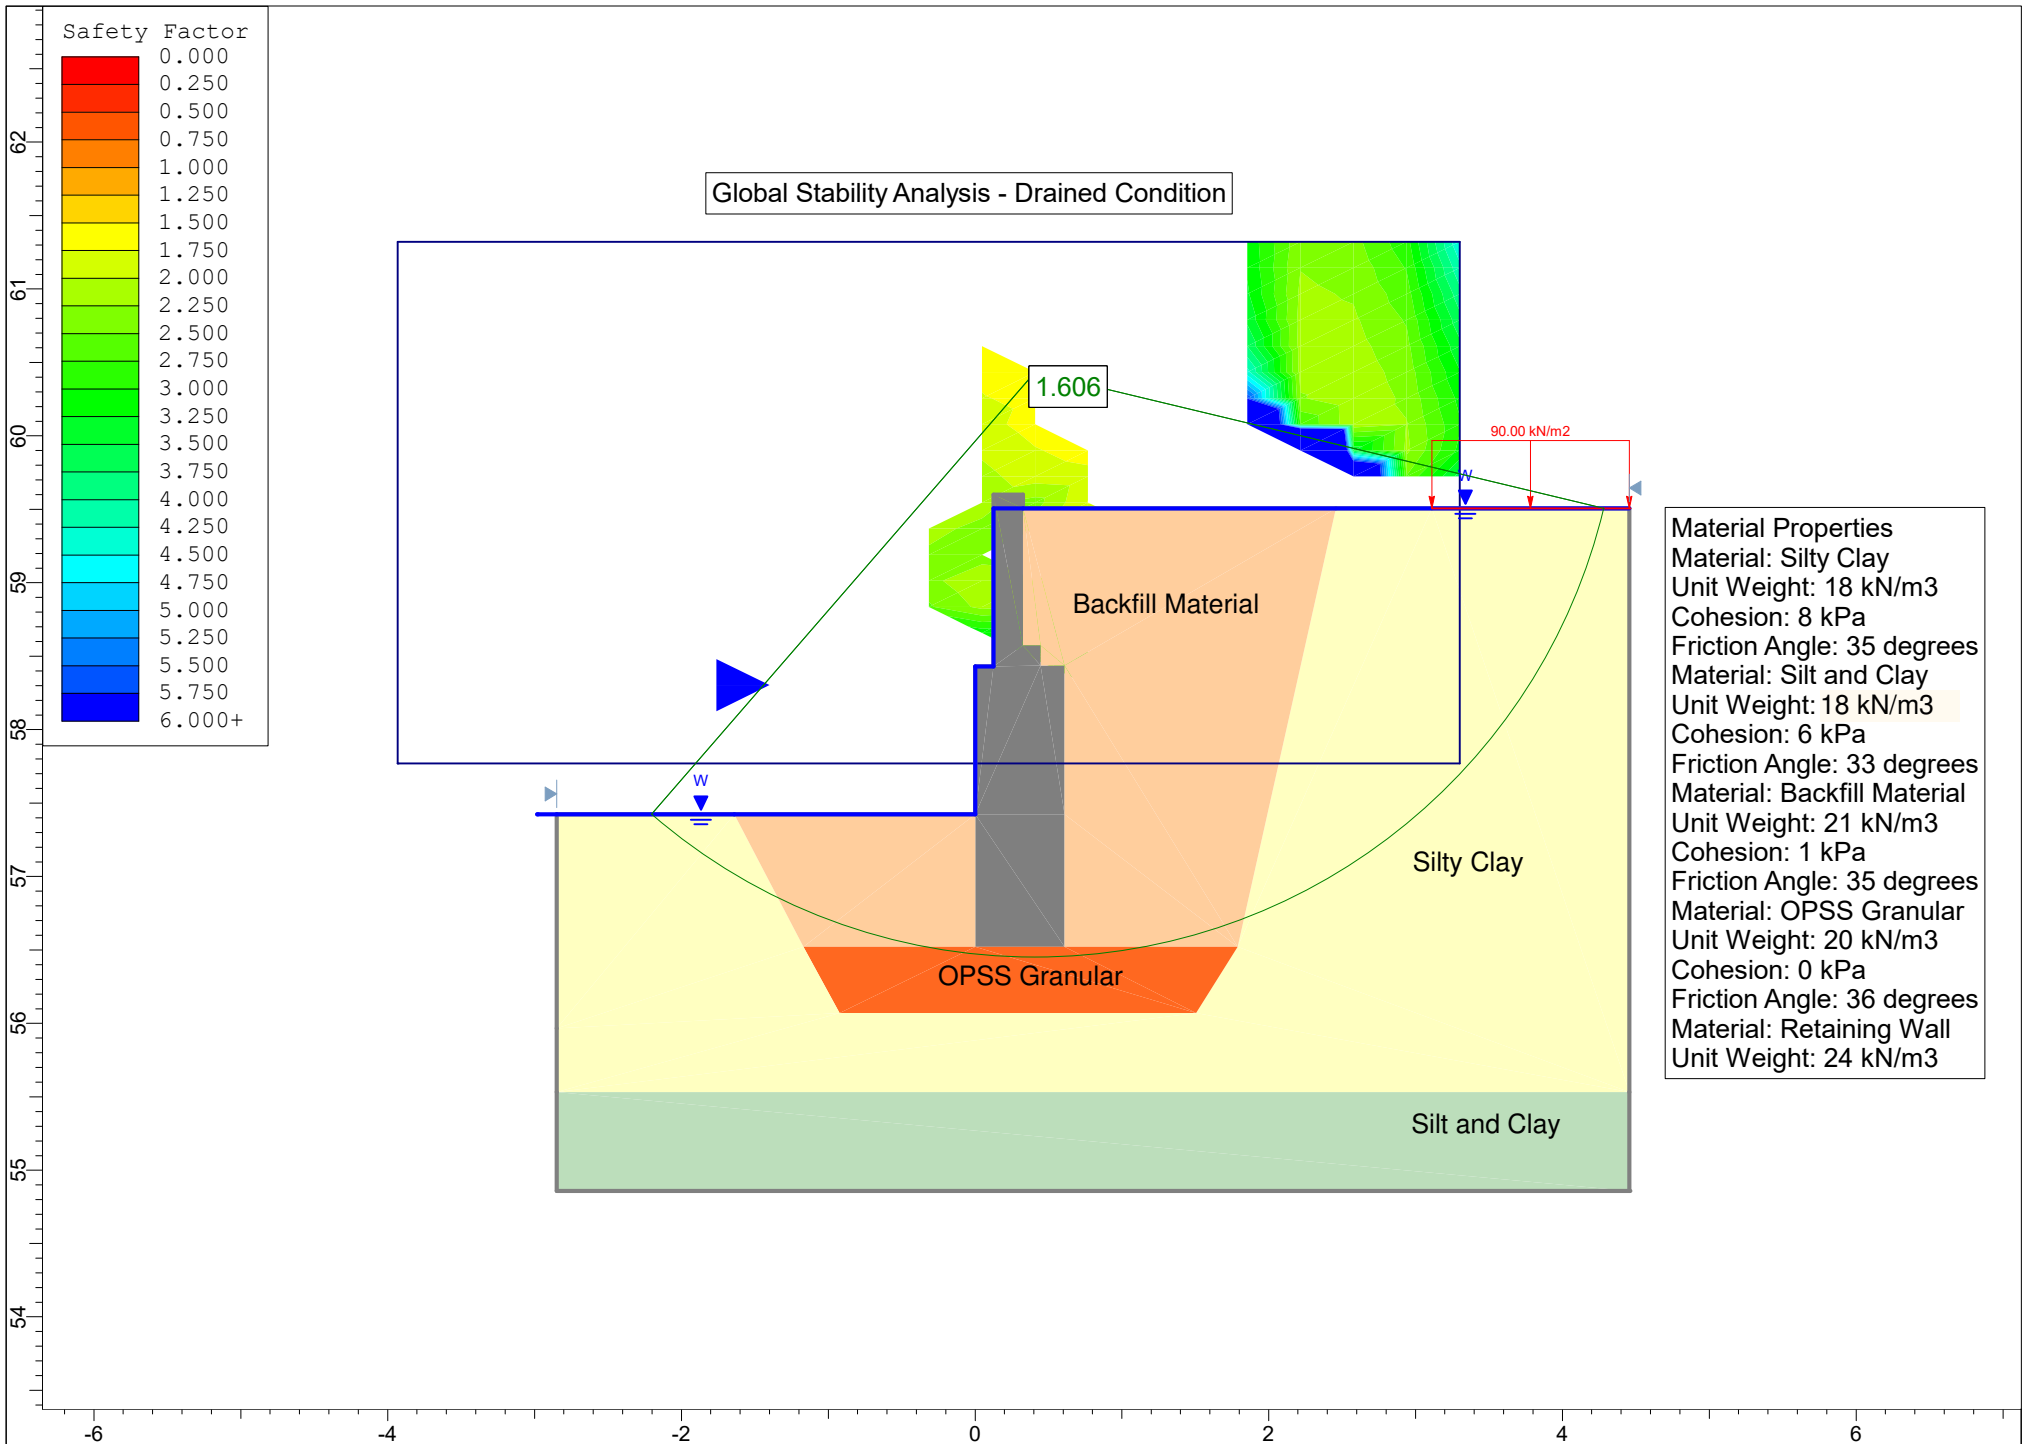 Safety Factor
0.000
0.250
0.500
0.750
1.000
1.250
1.500
1.750
2.000
2.250
2.500
2.750
3.000
3.250
3.500
3.750
4.000
4.250
4.500
4.750
5.000
5.250
5.500
5.750
6.000+
Global Stability Analysis - Drained Condition
1.606
90.00 kN/m2
W
W
Backfill Material
Silty Clay
OPSS Granular
Silt and Clay
Material Properties
Material: Silty Clay
Unit Weight: 18 kN/m3
Cohesion: 8 kPa
Friction Angle: 35 degrees
Material: Silt and Clay
Unit Weight: 18 kN/m3
Cohesion: 6 kPa
Friction Angle: 33 degrees
Material: Backfill Material
Unit Weight: 21 kN/m3
Cohesion: 1 kPa
Friction Angle: 35 degrees
Material: OPSS Granular
Unit Weight: 20 kN/m3
Cohesion: 0 kPa
Friction Angle: 36 degrees
Material: Retaining Wall
Unit Weight: 24 kN/m3
62
61
60
59
58
57
56
55
54
-6 -4 -2 0 2 4 6